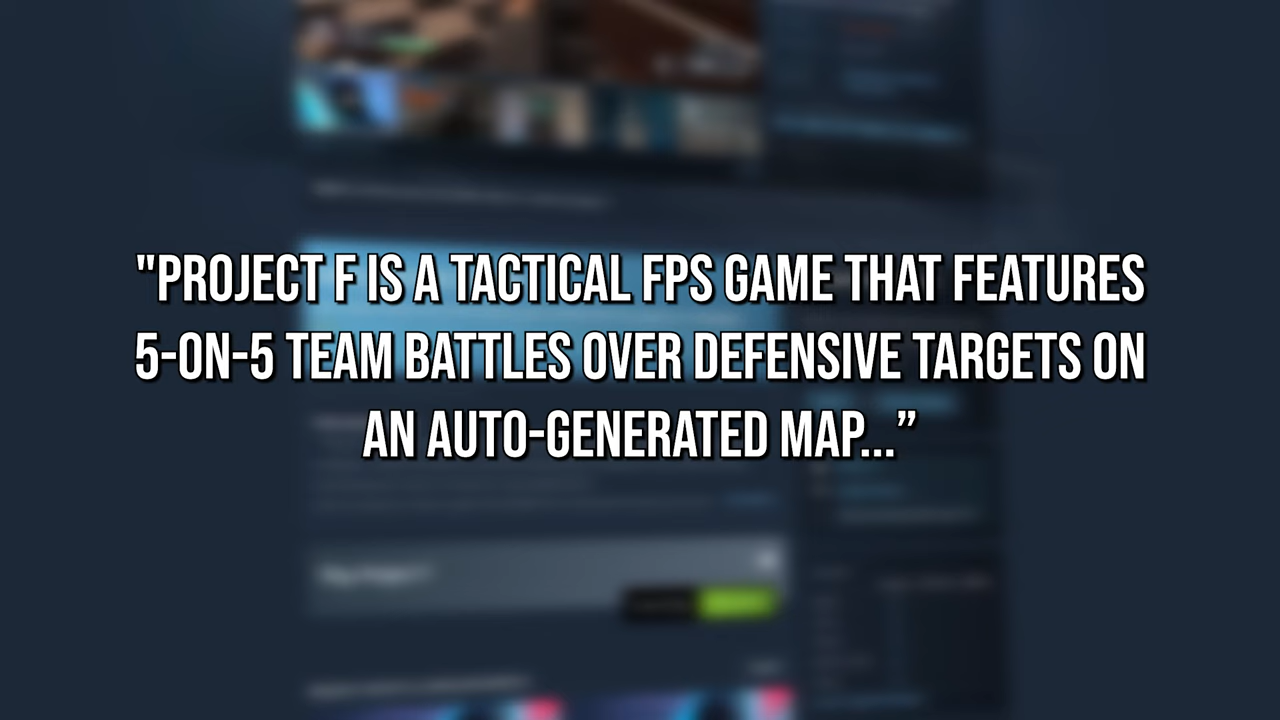 "PROJECT F IS A TACTICAL FPS GAME THAT FEATURES
5-ON-5 TEAM BATTLES OVER DEFENSIVE TARGETS ON
AN AUTO-GENERATED MAP...”